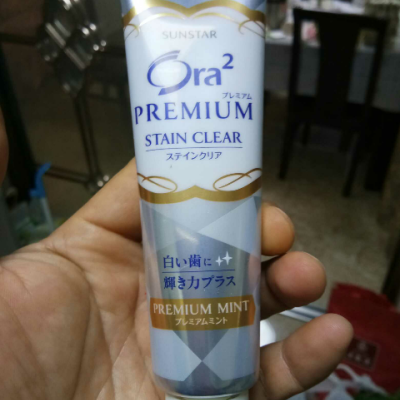 SUNSTAR
Ora²
プレミアム
PREMIUM
STAIN CLEAR
ステインクリア
白い歯に
輝き力プラス
PREMIUM MINT
プレミアムミント